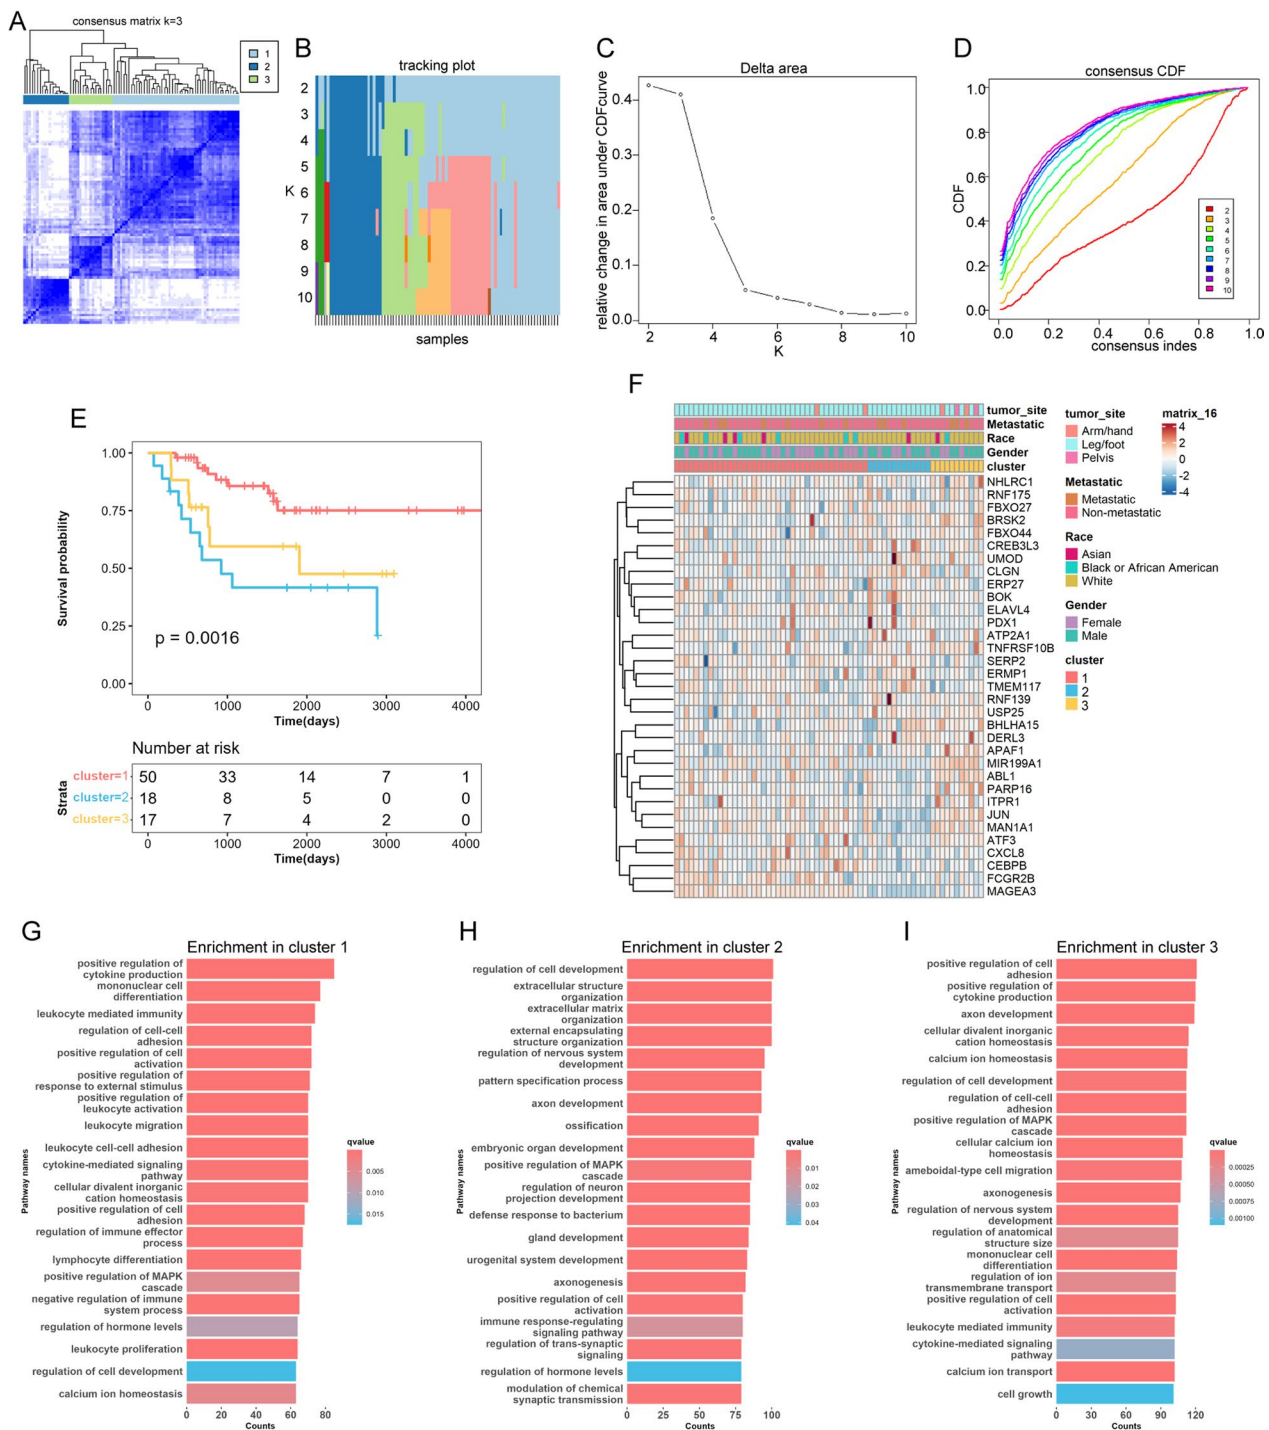 A
consensus matrix k=3
1
2
3
B
tracking plot
2
3
4
5
K
6
7
8
9
10
samples
C
Delta area
relative change in area under CDFcurve
0.4
0.3
0.2
0.1
0.0
2
4
6
8
10
K
D
consensus CDF
CDF
1.0
0.8
0.6
0.4
0.2
0.0
2
3
4
5
6
7
8
9
10
0.0
0.2
0.4
0.6
0.8
1.0
consensus indes
E
Survival probability
1.00
0.75
0.50
0.25
0.00
p = 0.0016
0
1000
2000
3000
4000
Time(days)
Number at risk
Strata
cluster=1
50
33
14
7
1
cluster=2
18
8
5
0
0
cluster=3
17
7
4
2
0
0
1000
2000
3000
4000
Time(days)
F
tumor_site
Metastatic
Race
Gender
cluster
NHLRC1
RNF175
FBXO27
BRSK2
FBXO44
CREB3L3
UMOD
CLGN
ERP27
BOK
ELAVL4
PDX1
ATP2A1
TNFRSF10B
SERP2
ERMP1
TMEM117
RNF139
USP25
BHLHA15
DERL3
APAF1
MIR199A1
ABL1
PARP16
ITPR1
JUN
MAN1A1
ATF3
CXCL8
CEBPB
FCGR2B
MAGEA3
tumor_site
Arm/hand
Leg/foot
Pelvis
Metastatic
Metastatic
Non-metastatic
Race
Asian
Black or African American
White
Gender
Female
Male
cluster
1
2
3
matrix_16
4
2
0
-2
-4
G
Enrichment in cluster 1
Pathway names
positive regulation of
cytokine production
mononuclear cell
differentiation
leukocyte mediated immunity
regulation of cell-cell
adhesion
positive regulation of cell
activation
positive regulation of
response to external stimulus
positive regulation of
leukocyte activation
leukocyte migration
leukocyte cell-cell adhesion
cytokine-mediated signaling
pathway
cellular divalent inorganic
cation homeostasis
positive regulation of cell
adhesion
regulation of immune effector
process
lymphocyte differentiation
positive regulation of MAPK
cascade
negative regulation of immune
system process
regulation of hormone levels
leukocyte proliferation
regulation of cell development
calcium ion homeostasis
0
20
40
60
80
Counts
qvalue
0.005
0.010
0.015
H
Enrichment in cluster 2
Pathway names
regulation of cell development
extracellular structure
organization
extracellular matrix
organization
external encapsulating
structure organization
regulation of nervous system
development
pattern specification process
axon development
ossification
embryonic organ development
positive regulation of MAPK
cascade
regulation of neuron
projection development
defense response to bacterium
gland development
urogenital system development
axonogenesis
positive regulation of cell
activation
immune response-regulating
signaling pathway
regulation of trans-synaptic
signaling
regulation of hormone levels
modulation of chemical
synaptic transmission
0
25
50
75
100
Counts
qvalue
0.01
0.02
0.03
0.04
I
Enrichment in cluster 3
Pathway names
positive regulation of cell
adhesion
positive regulation of
cytokine production
axon development
cellular divalent inorganic
cation homeostasis
calcium ion homeostasis
regulation of cell development
regulation of cell-cell
adhesion
positive regulation of MAPK
cascade
cellular calcium ion
homeostasis
ameboidal-type cell migration
axonogenesis
regulation of nervous system
development
regulation of anatomical
structure size
mononuclear cell
differentiation
regulation of ion
transmembrane transport
positive regulation of cell
activation
leukocyte mediated immunity
cytokine-mediated signaling
pathway
calcium ion transport
cell growth
0
30
60
90
120
Counts
qvalue
0.00025
0.00050
0.00075
0.00100